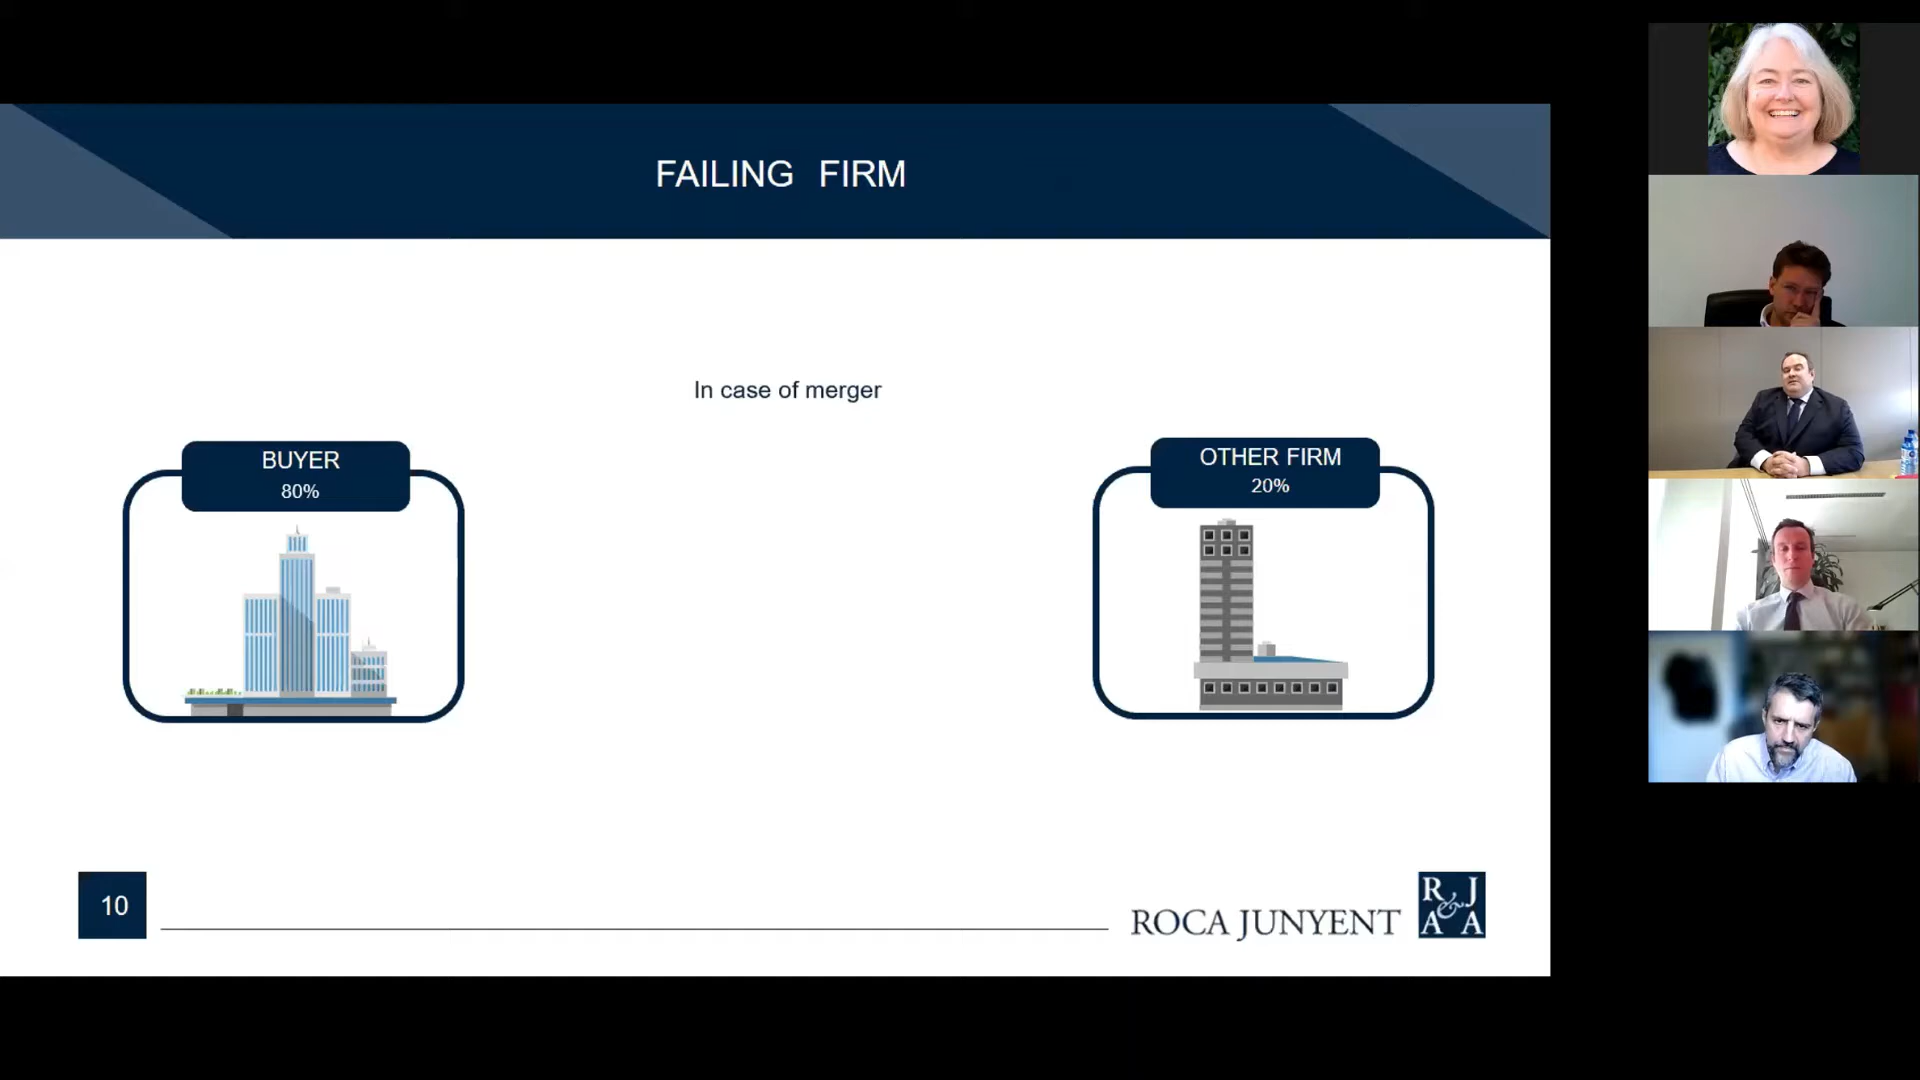 FAILING FIRM
In case of merger
BUYER
80%
OTHER FIRM
20%
10
ROCA JUNYENT
R J
& 
A A